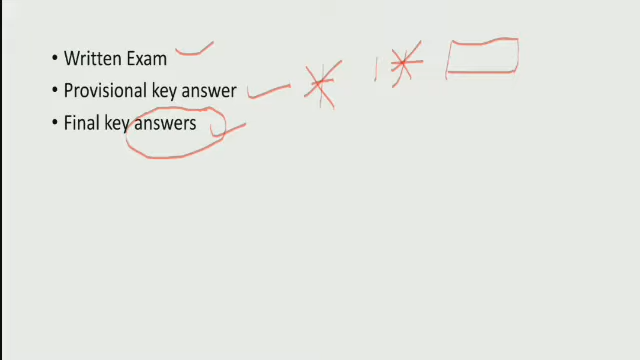 • Written Exam
• Provisional key answer
• Final key answers